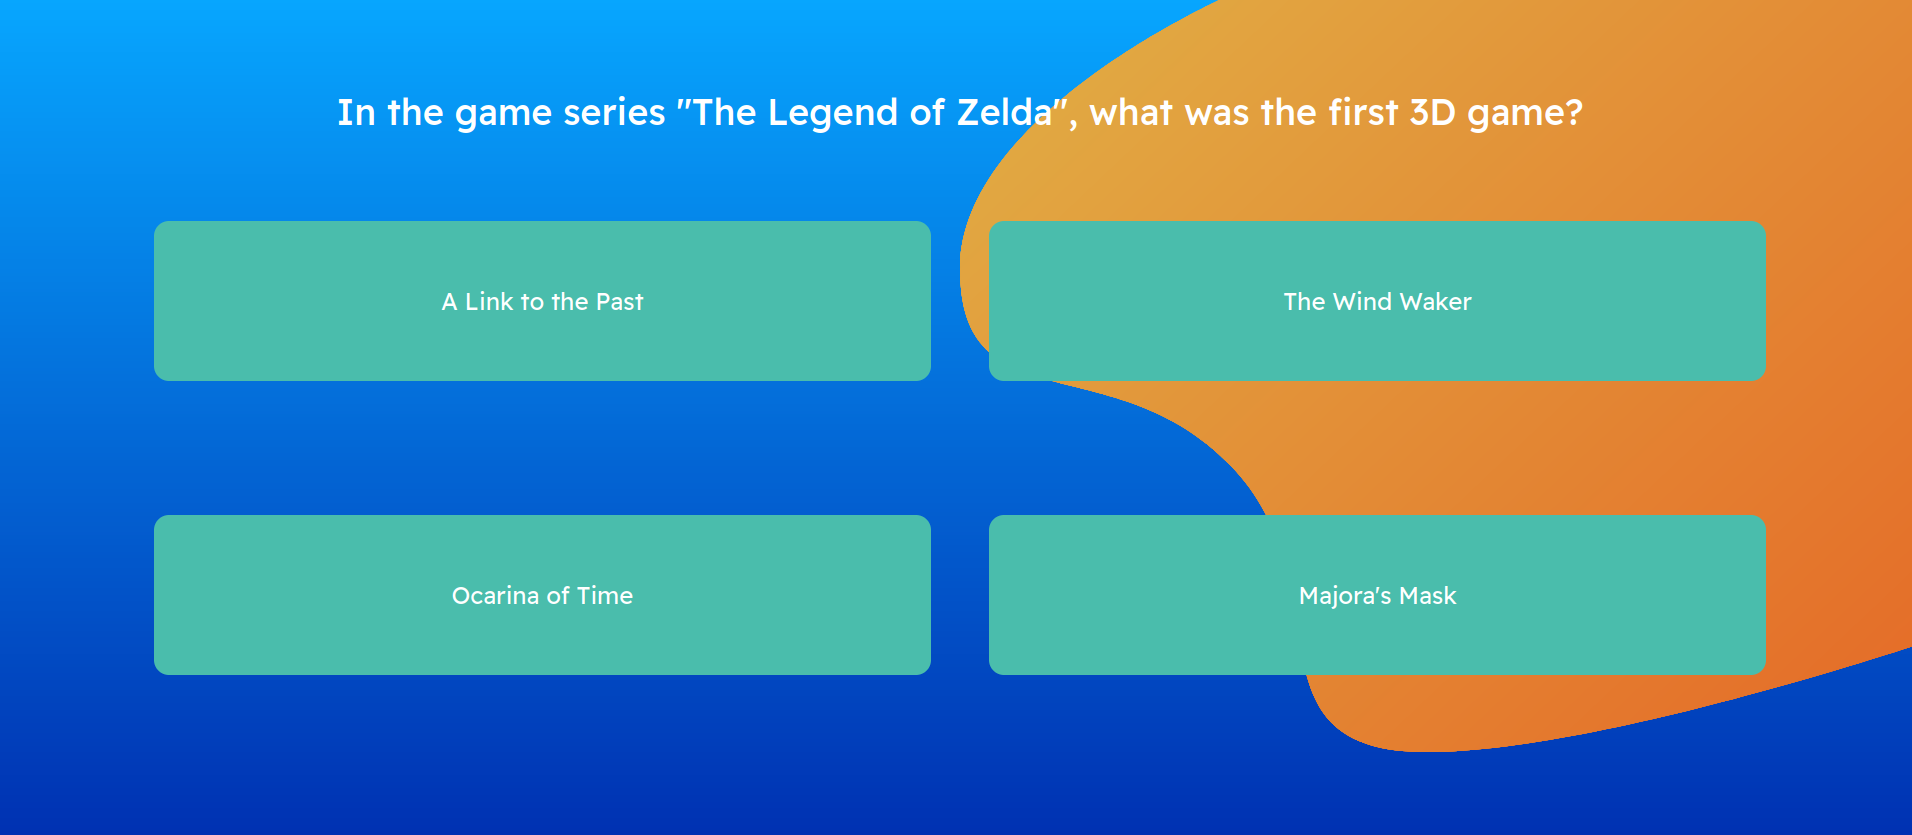 In the game series "The Legend of Zelda", what was the first 3D game?
A Link to the Past
The Wind Waker
Ocarina of Time
Majora's Mask